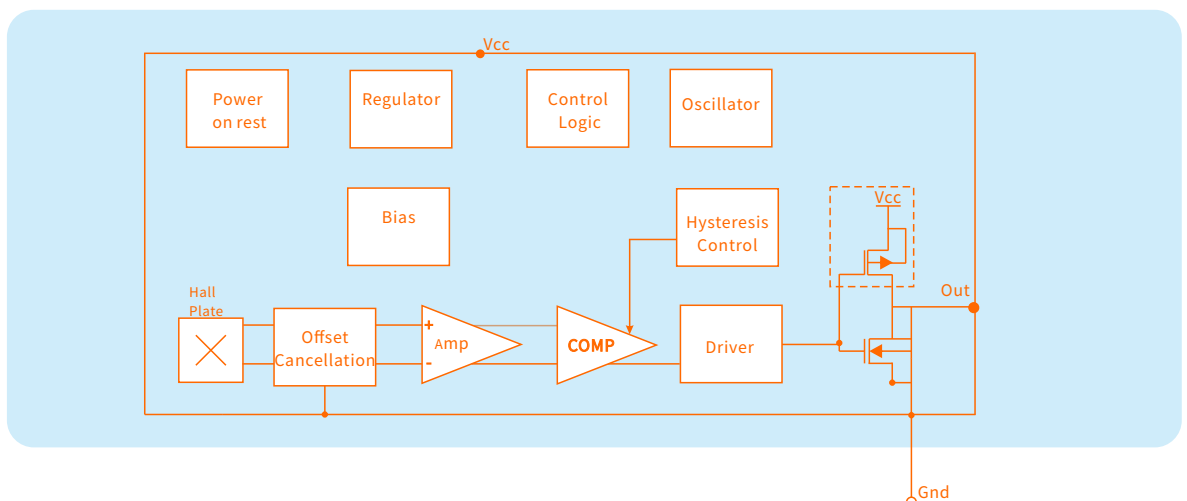 Vcc
Power
on rest
Regulator
Control
Logic
Oscillator
Bias
Hysteresis
Control
Vcc
Out
Hall
Plate
Offset
Cancellation
+
Amp
-
COMP
Driver
Gnd